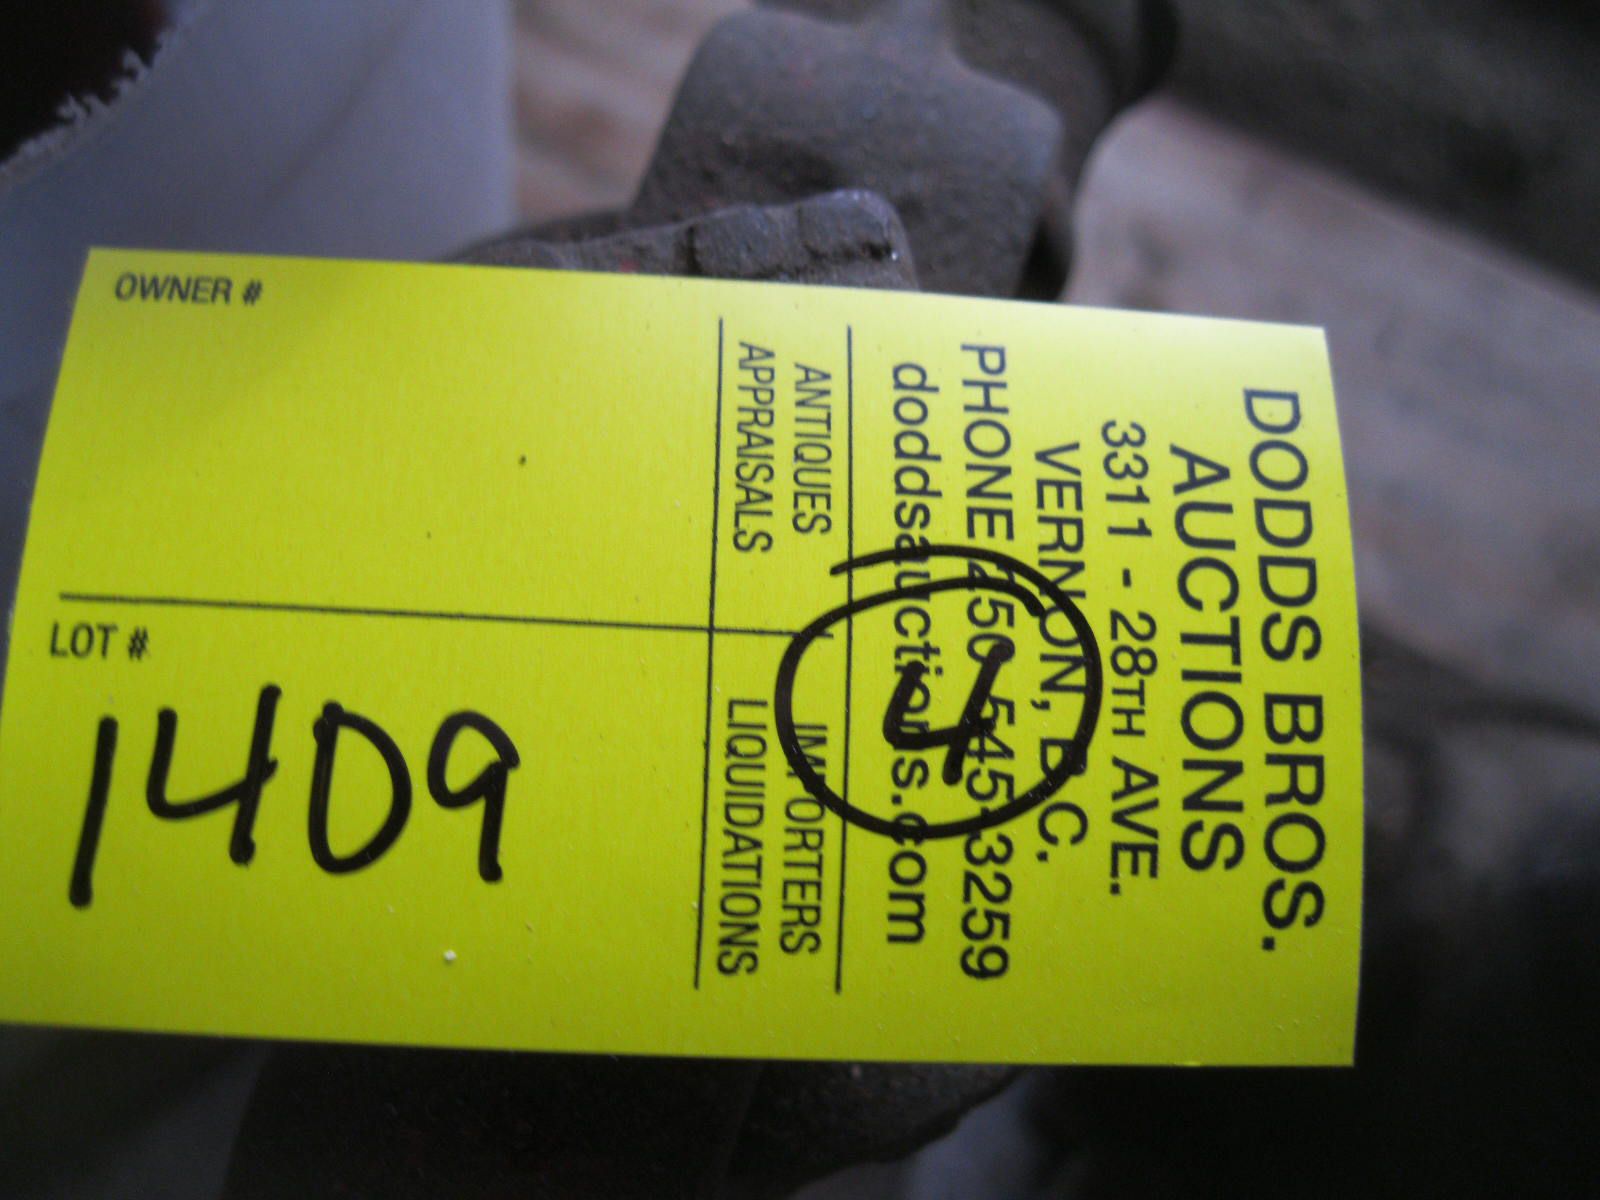 DODDS BROS.
AUCTIONS
3311 - 28TH AVE.
VERNON, B.C.
PHONE 250-545-3259
doddsauctions.com
4
ANTIQUES IMPORTERS
APPRAISALS LIQUIDATIONS
OWNER #
LOT #
1409